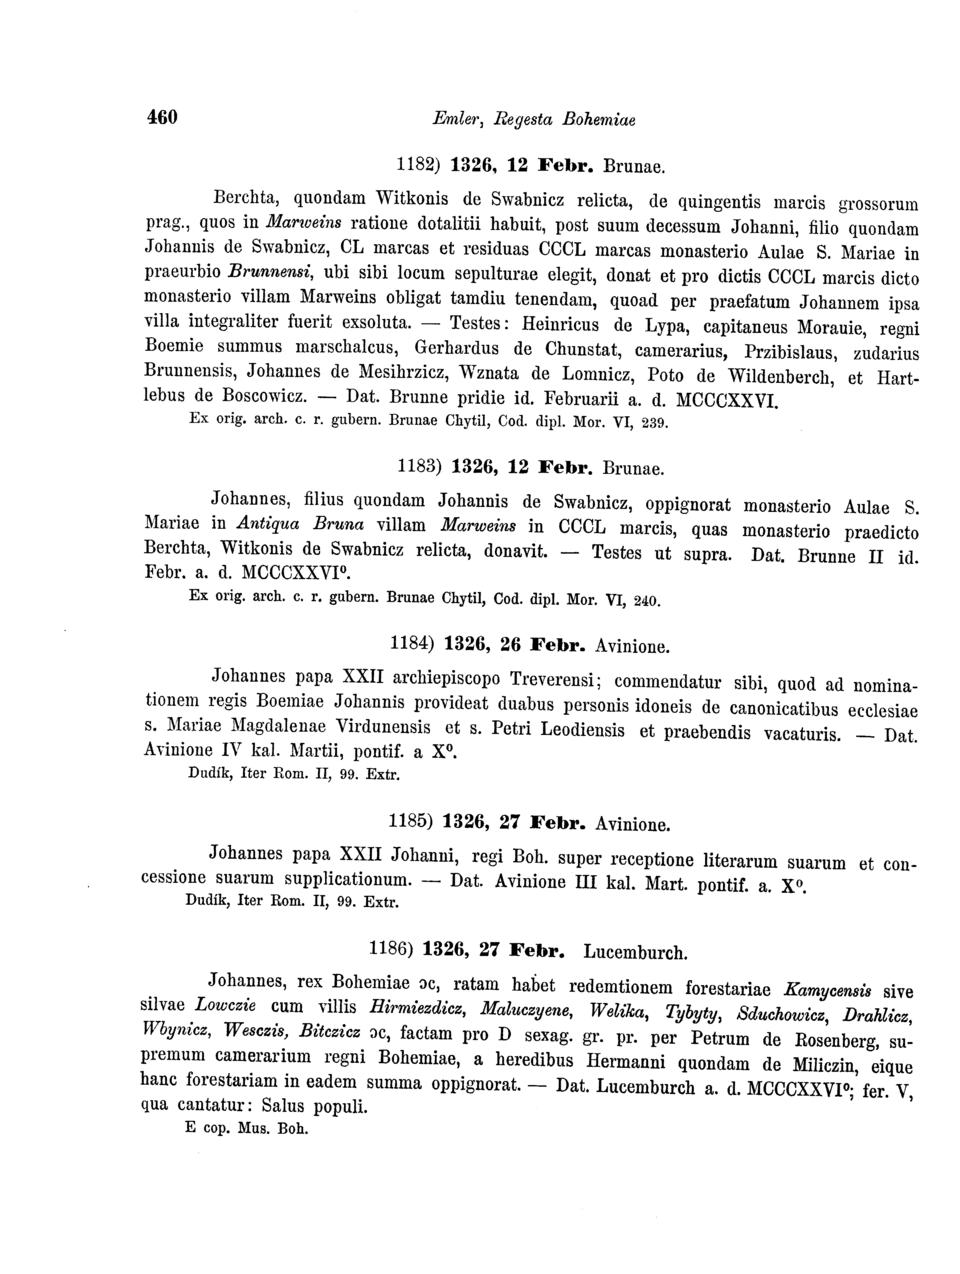 460 Emler, Regesta Bohemiae
1182) 1326, 12 Febr. Brunae.
Berchta, quondam Witkonis de Swabnicz relicta, de quingentis marcis grossorum
prag., quos in Marweins ratione dotalitii habuit, post suum decessum Johanni, filio quondam
Johannis de Swabnicz, CL marcas et residuas CCCL marcas monasterio Aulae S. Mariae in
praeurbio Brunnensi, ubi sibi locum sepulturae elegit, donat et pro dictis CCCL marcis dicto
monasterio villam Marweins obligat tamdiu tenendam, quoad per praefatum Johannem ipsa
villa integraliter fuerit exsoluta. — Testes: Heinricus de Lypa, capitaneus Morauie, regni
Boemie summus marschalcus, Gerhardus de Chunstat, camerarius, Przibislaus, zudarius
Brunnensis, Johannes de Mesihrzicz, Wznata de Lomnicz, Poto de Wildenberch, et Hart-
lebus de Boscowicz. — Dat. Brunne pridie id. Februarii a. d. MCCCXXVI.
Ex orig. arch. c. r. gubern. Brunae Chytil, Cod. dipl. Mor. VI, 239.
1183) 1326, 12 Febr. Brunae.
Johannes, filius quondam Johannis de Swabnicz, oppignorat monasterio Aulae S.
Mariae in Antiqua Bruna villam Marweins in CCCL marcis, quas monasterio praedicto
Berchta, Witkonis de Swabnicz relicta, donavit. — Testes ut supra. Dat. Brunne II id.
Febr. a. d. MCCCXXVI⁰.
Ex orig. arch. c. r. gubern. Brunae Chytil, Cod. dipl. Mor. VI, 240.
1184) 1326, 26 Febr. Avinione.
Johannes papa XXII archiepiscopo Treverensi; commendatur sibi, quod ad nomina-
tionem regis Boemiae Johannis provideat duabus personis idoneis de canonicatibus ecclesiae
s. Mariae Magdalenae Virdunensis et s. Petri Leodiensis et praebendis vacaturis. — Dat.
Avinione IV kal. Martii, pontif. a X⁰.
Dudík, Iter Rom. II, 99. Extr.
1185) 1326, 27 Febr. Avinione.
Johannes papa XXII Johanni, regi Boh. super receptione literarum suarum et con-
cessione suarum supplicationum. — Dat. Avinione III kal. Mart. pontif. a. X⁰.
Dudík, Iter Rom. II, 99. Extr.
1186) 1326, 27 Febr. Lucemburch.
Johannes, rex Bohemiae ɔc, ratam habet redemtionem forestariae Kamycensis sive
silvae Lowczie cum villis Hirmiezdicz, Maluczyene, Welika, Tybyty, Sduchowicz, Drahlicz,
Wbynicz, Wesczis, Bitczicz ɔc, factam pro D sexag. gr. pr. per Petrum de Rosenberg, su-
premum camerarium regni Bohemiae, a heredibus Hermanni quondam de Miliczin, eique
hanc forestariam in eadem summa oppignorat. — Dat. Lucemburch a. d. MCCCXXVI⁰; fer. V,
qua cantatur: Salus populi.
E cop. Mus. Boh.